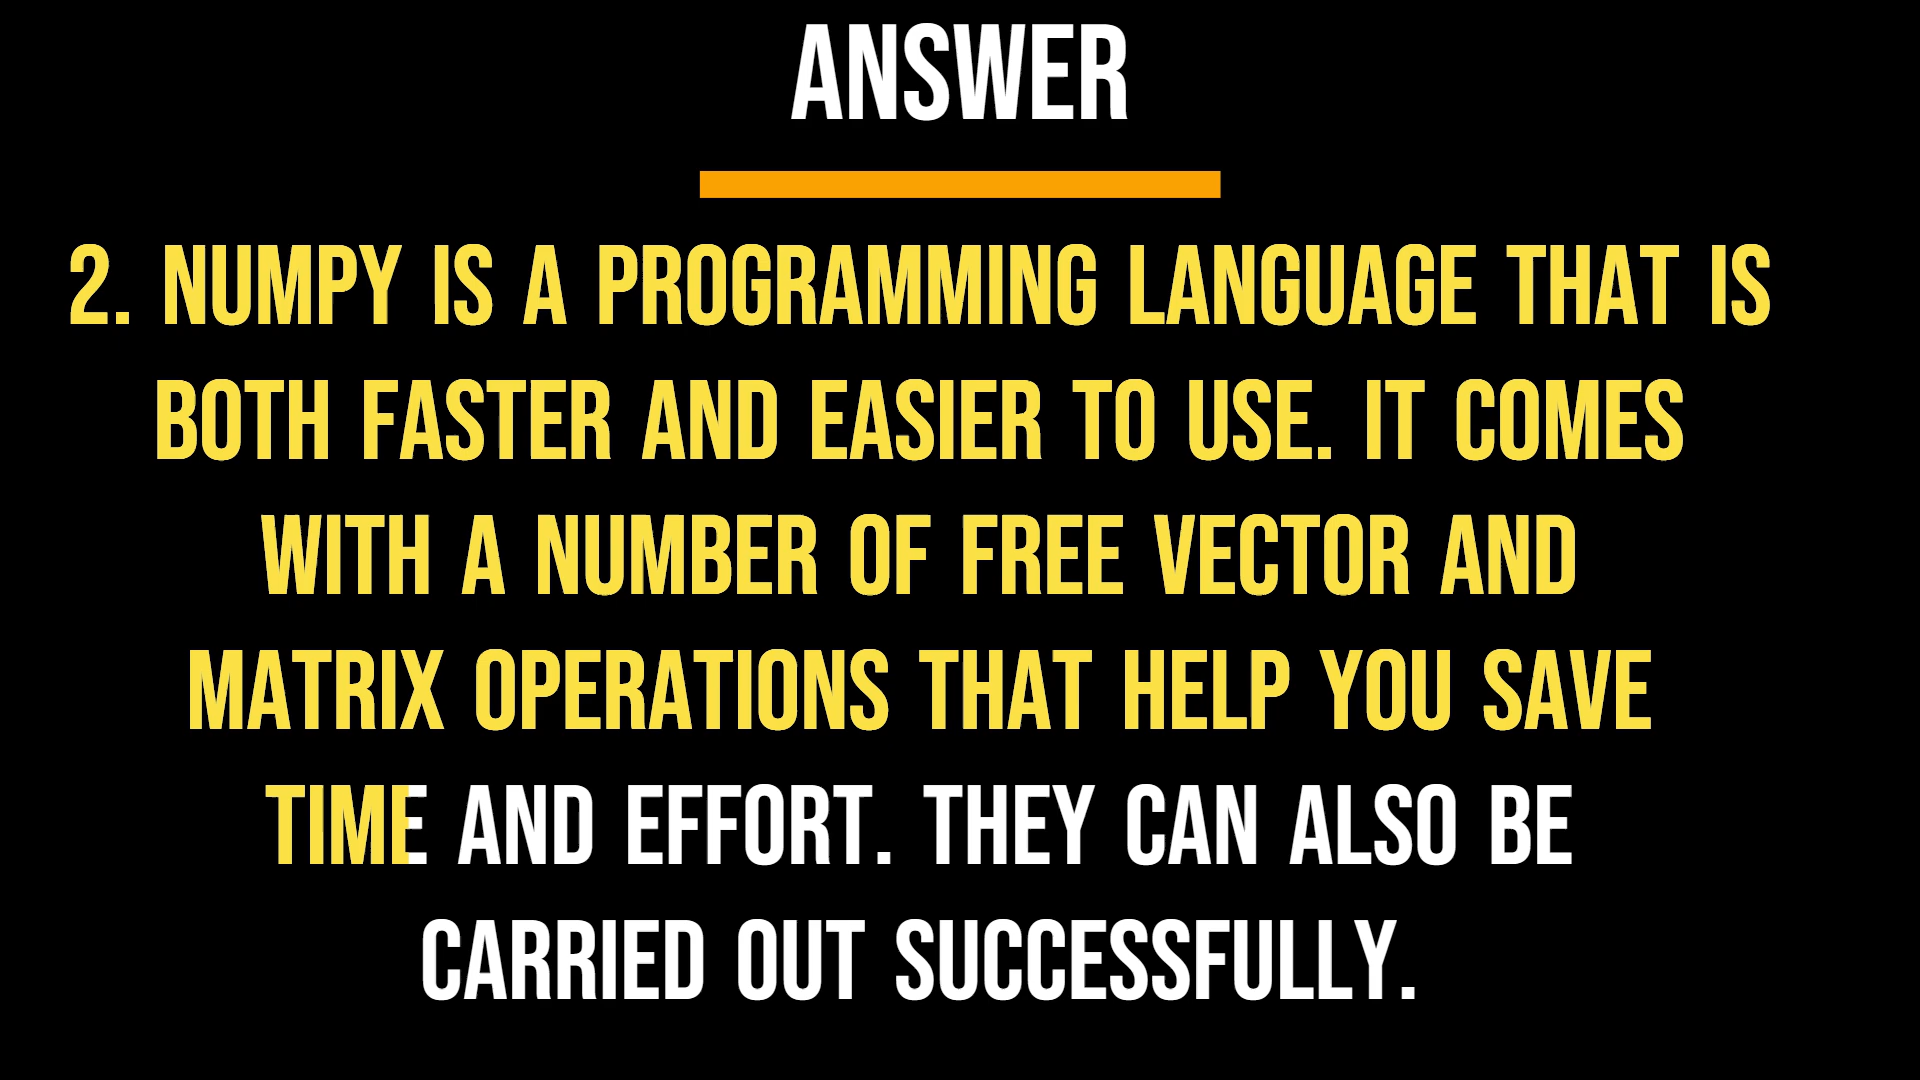 ANSWER
2. NUMPY IS A PROGRAMMING LANGUAGE THAT IS
BOTH FASTER AND EASIER TO USE. IT COMES
WITH A NUMBER OF FREE VECTOR AND
MATRIX OPERATIONS THAT HELP YOU SAVE
TIME AND EFFORT. THEY CAN ALSO BE
CARRIED OUT SUCCESSFULLY.